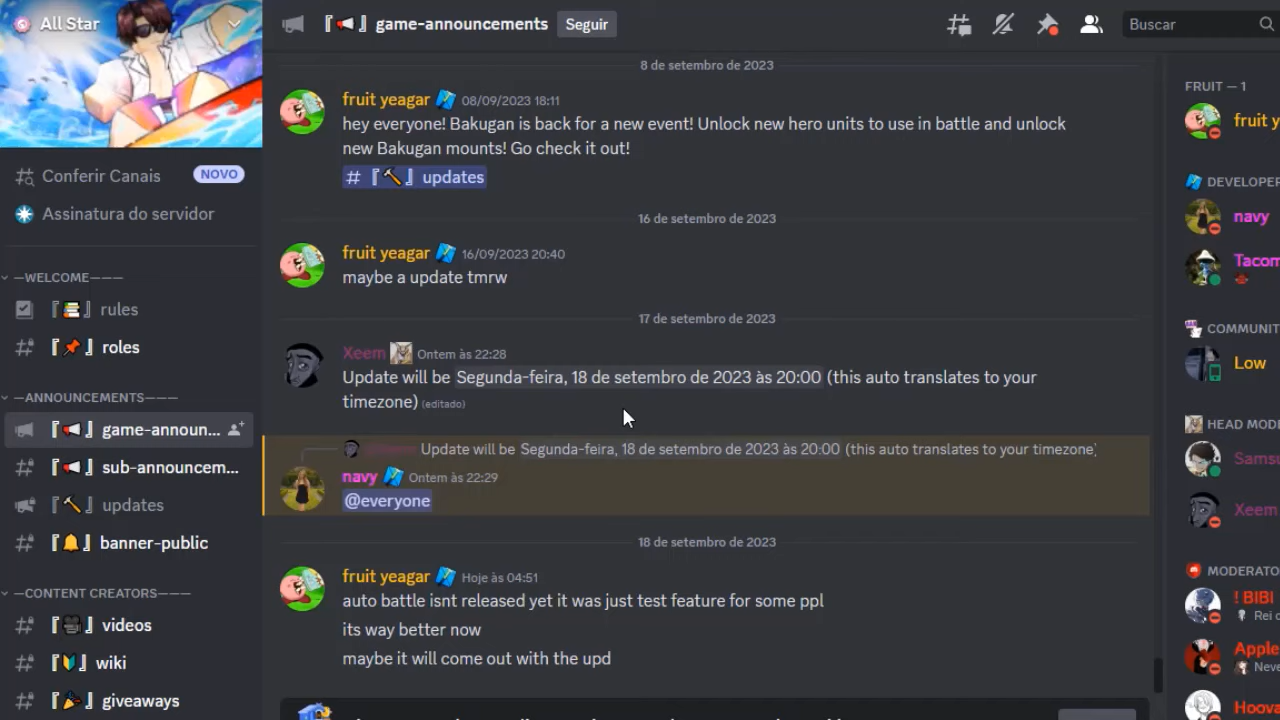 All Star
『📢』 game-announcements Seguir
Buscar
Conferir Canais NOVO
Assinatura do servidor
—WELCOME———
『📚』 rules
『📌』 roles
—ANNOUNCEMENTS———
『📢』 game-announ...
『📢』 sub-announcem...
『🔨』 updates
『🔔』 banner-public
—CONTENT CREATORS———
『🎥』 videos
『🔰』 wiki
『🎉』 giveaways
8 de setembro de 2023
fruit yeagar 08/09/2023 18:11
hey everyone! Bakugan is back for a new event! Unlock new hero units to use in battle and unlock
new Bakugan mounts! Go check it out!
# 『🔨』 updates
16 de setembro de 2023
fruit yeagar 16/09/2023 20:40
maybe a update tmrw
17 de setembro de 2023
Xeem Ontem às 22:28
Update will be Segunda-feira, 18 de setembro de 2023 às 20:00 (this auto translates to your
timezone) (editado)
Update will be Segunda-feira, 18 de setembro de 2023 às 20:00 (this auto translates to your timezone)
navy Ontem às 22:29
@everyone
18 de setembro de 2023
fruit yeagar Hoje às 04:51
auto battle isnt released yet it was just test feature for some ppl
its way better now
maybe it will come out with the upd
FRUIT — 1
fruit y
DEVELOPER
navy
Tacom
COMMUNIT
Low
HEAD MODE
Samsu
Xeem
MODERATO
! BIBI
Rei c
Apple
Neve
Hoova